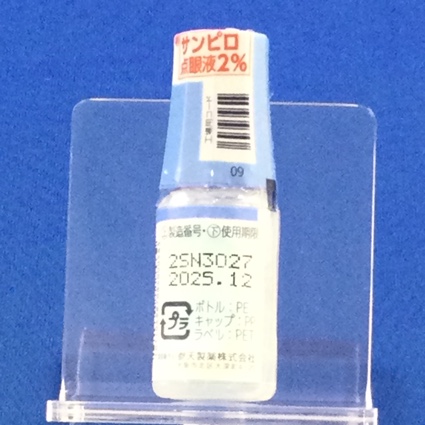 サンピロ
点眼液2%
09
製造番号・使用期限
2SN3027
2025.12
プラ
ボトル:PE
キャップ:PP
ラベル:PET
参天製薬株式会社